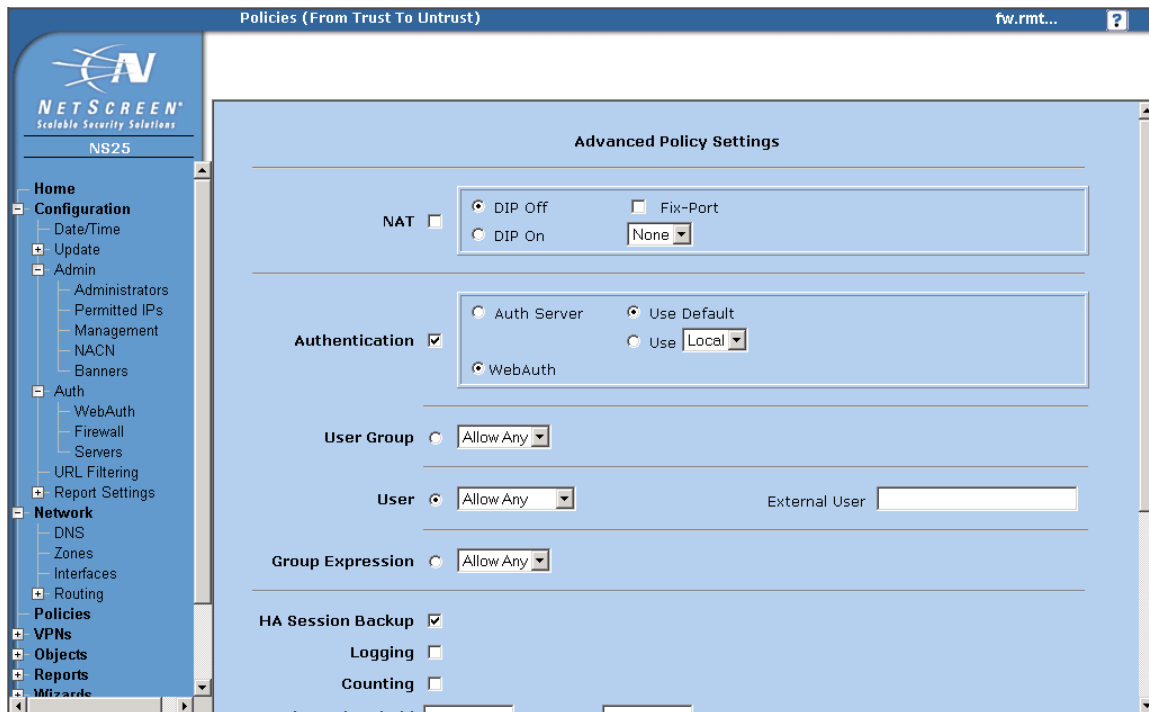 Policies (From Trust To Untrust) fw.rmt... ?
N
NETSCREEN
Scalable Security Solutions
NS25
Home
Configuration
Date/Time
Update
Admin
Administrators
Permitted IPs
Management
NACN
Banners
Auth
WebAuth
Firewall
Servers
URL Filtering
Report Settings
Network
DNS
Zones
Interfaces
Routing
Policies
VPNs
Objects
Reports
Wizards
Advanced Policy Settings
NAT
DIP Off Fix-Port
DIP On None
Authentication
Auth Server Use Default
Use Local
WebAuth
User Group Allow Any
User Allow Any External User
Group Expression Allow Any
HA Session Backup
Logging
Counting